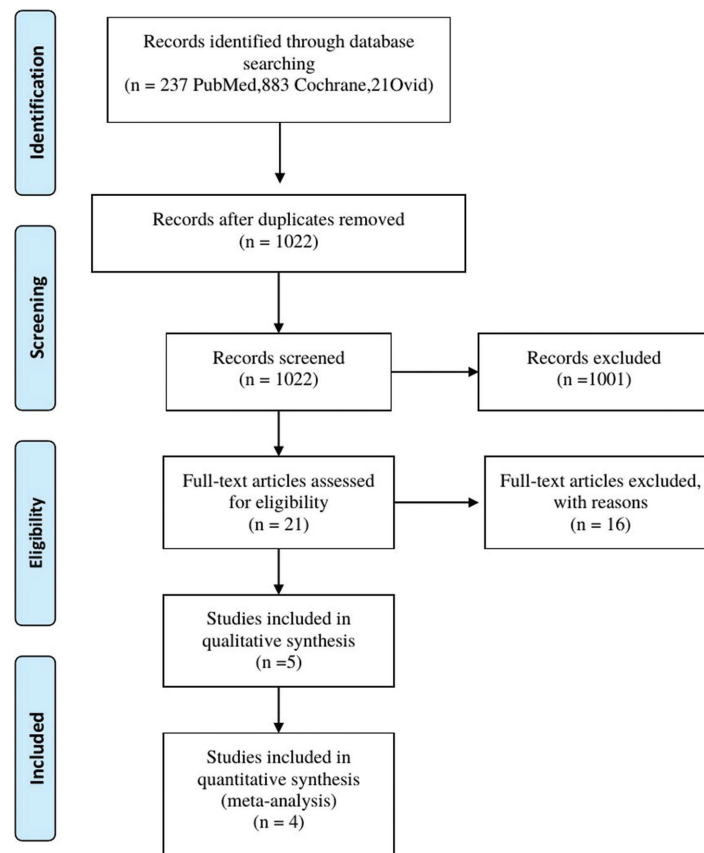 Identification
Records identified through database
searching
(n = 237 PubMed,883 Cochrane,21Ovid)
Records after duplicates removed
(n = 1022)
Screening
Records screened
(n = 1022)
Records excluded
(n =1001)
Eligibility
Full-text articles assessed
for eligibility
(n = 21)
Full-text articles excluded,
with reasons
(n = 16)
Studies included in
qualitative synthesis
(n =5)
Included
Studies included in
quantitative synthesis
(meta-analysis)
(n = 4)